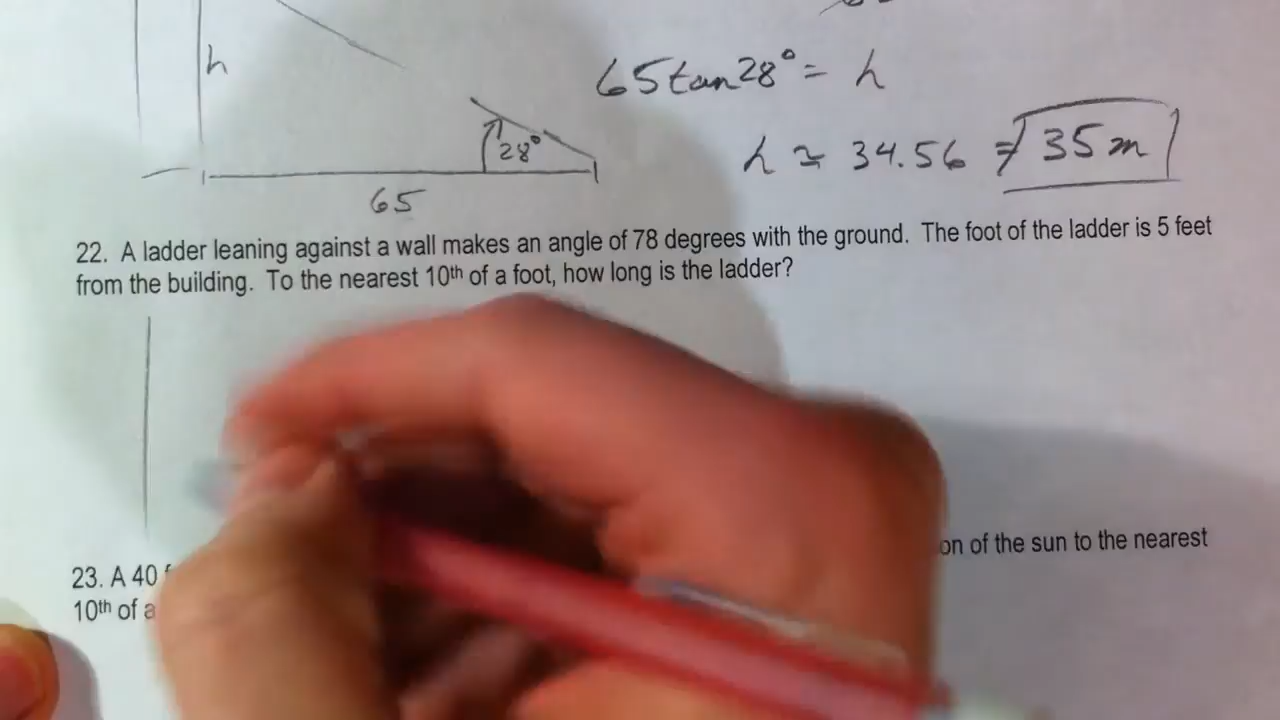 h
65tan28° = h
28°
h ≈ 34.56 = 35m
65
22. A ladder leaning against a wall makes an angle of 78 degrees with the ground. The foot of the ladder is 5 feet
from the building. To the nearest 10th of a foot, how long is the ladder?
on of the sun to the nearest
23. A 40
10th of a